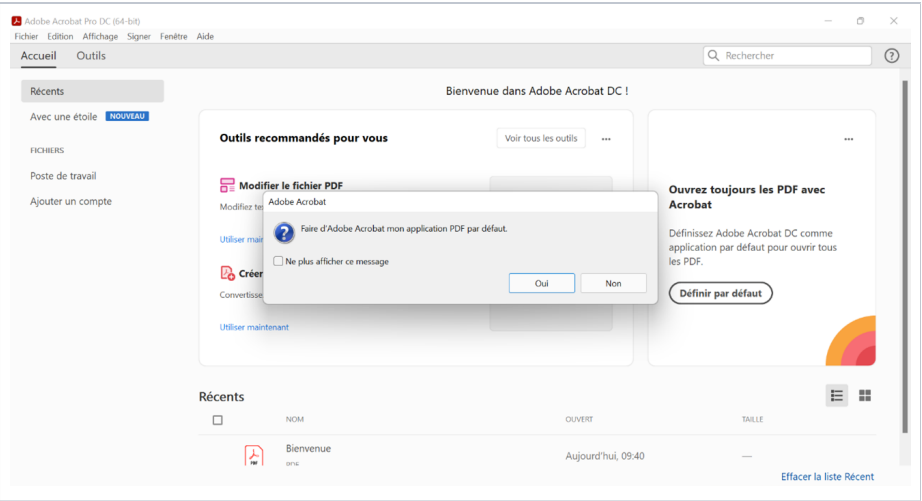 Adobe Acrobat Pro DC (64-bit)
Fichier Edition Affichage Signer Fenêtre Aide
Accueil Outils
Rechercher
Récents
Avec une étoile NOUVEAU
FICHIERS
Poste de travail
Ajouter un compte
Bienvenue dans Adobe Acrobat DC !
Outils recommandés pour vous
Voir tous les outils
Modifier le fichier PDF
Modifiez
Utiliser
Créer
Convertisse
Utiliser maintenant
Adobe Acrobat
Faire d'Adobe Acrobat mon application PDF par défaut.
Ne plus afficher ce message
Oui Non
Ouvrez toujours les PDF avec
Acrobat
Définissez Adobe Acrobat DC comme
application par défaut pour ouvrir tous
les PDF.
Définir par défaut
Récents
NOM OUVERT TAILLE
Bienvenue
PDF
Aujourd'hui, 09:40 —
Effacer la liste Récent